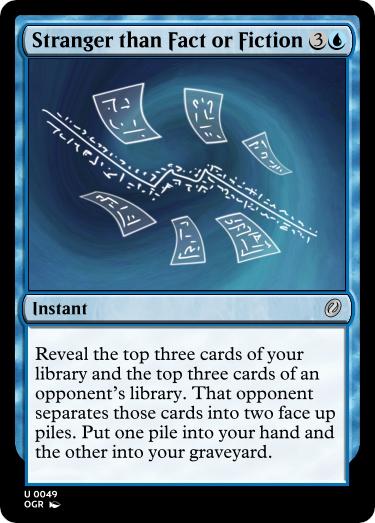 Stranger than Fact or Fiction 3
Instant
Reveal the top three cards of your
library and the top three cards of an
opponent's library. That opponent
separates those cards into two face up
piles. Put one pile into your hand and
the other into your graveyard.
U 0049
OGR